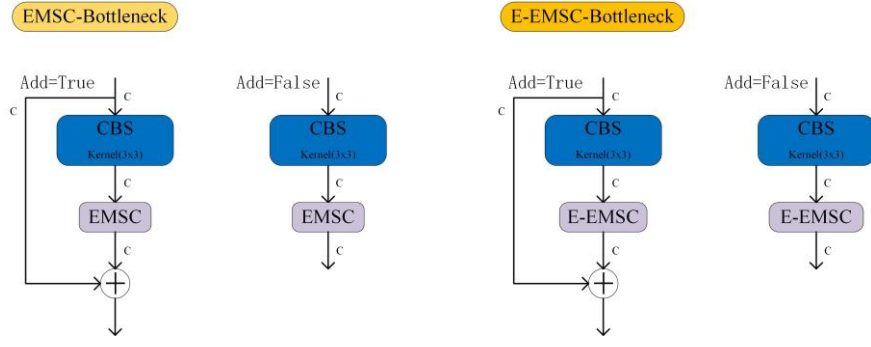 EMSC-Bottleneck
E-EMSC-Bottleneck
Add=True
c
c
CBS
Kernel(3x3)
c
EMSC
c
Add=False
c
CBS
Kernel(3x3)
c
EMSC
c
Add=True
c
c
CBS
Kernel(3x3)
c
E-EMSC
c
Add=False
c
CBS
Kernel(3x3)
c
E-EMSC
c